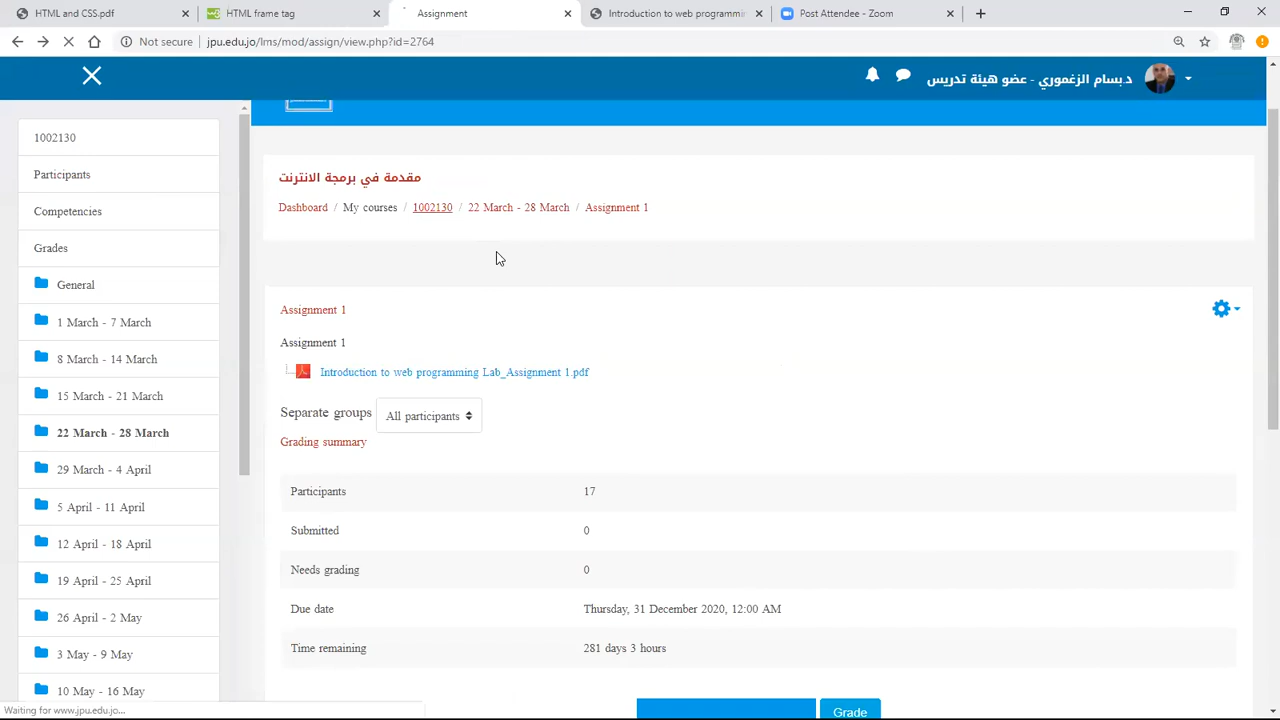 HTML and CSS.pdf
HTML frame tag
Assignment
Introduction to web programmin
Post Attendee - Zoom
Not secure
jpu.edu.jo/lms/mod/assign/view.php?id=2764
د.بسام الزغموري - عضو هيئة تدريس
1002130
Participants
Competencies
Grades
General
1 March - 7 March
8 March - 14 March
15 March - 21 March
22 March - 28 March
29 March - 4 April
5 April - 11 April
12 April - 18 April
19 April - 25 April
26 April - 2 May
3 May - 9 May
10 May - 16 May
مقدمة في برمجة الانترنت
Dashboard / My courses / 1002130 / 22 March - 28 March / Assignment 1
Assignment 1
Assignment 1
Introduction to web programming Lab_Assignment 1.pdf
Separate groups All participants
Grading summary
Participants 17
Submitted 0
Needs grading 0
Due date Thursday, 31 December 2020, 12:00 AM
Time remaining 281 days 3 hours
Grade
Waiting for www.jpu.edu.jo...